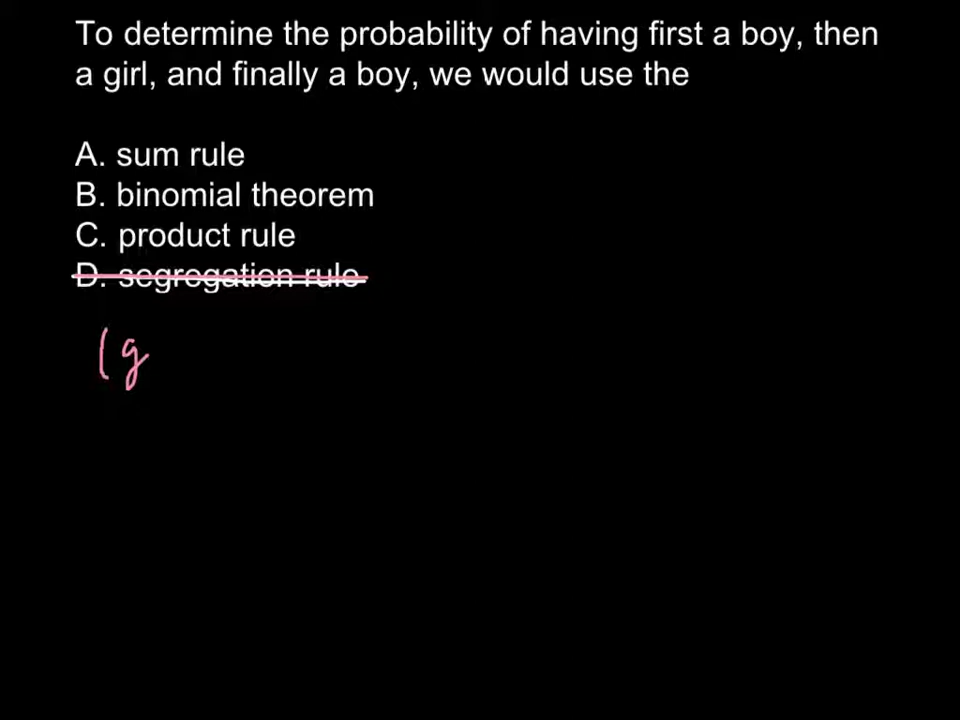 To determine the probability of having first a boy, then
a girl, and finally a boy, we would use the
A. sum rule
B. binomial theorem
C. product rule
D. segregation rule
(g